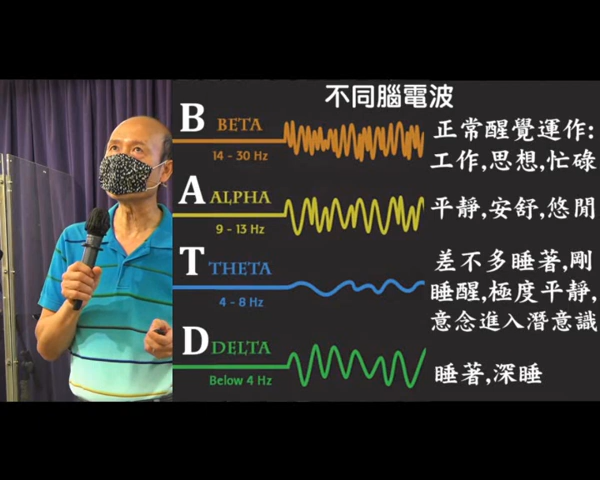 不同腦電波
B BETA
14 - 30 Hz
正常醒覺運作:
工作,思想,忙碌
A ALPHA
9 - 13 Hz
平靜,安舒,悠閒
T THETA
4 - 8 Hz
差不多睡著,剛
睡醒,極度平靜,
意念進入潛意識
D DELTA
Below 4 Hz
睡著,深睡